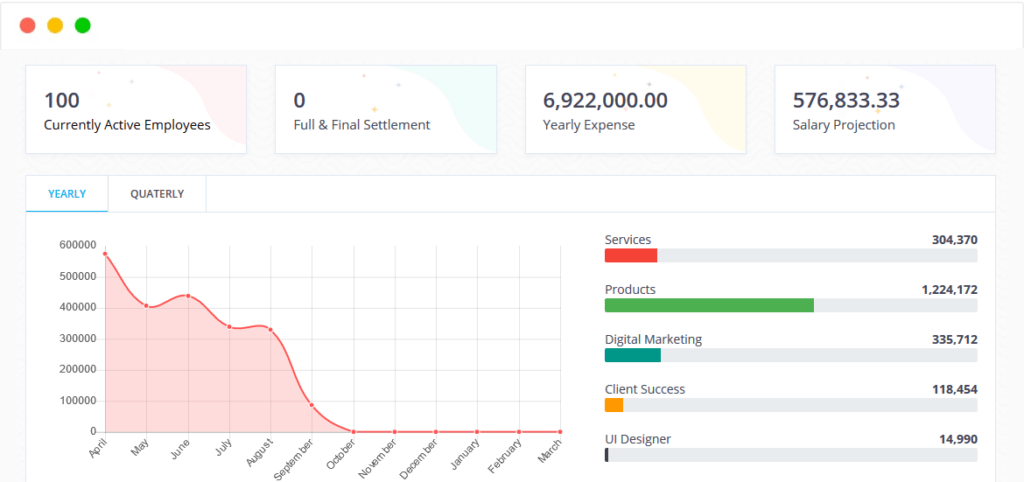 100
Currently Active Employees
0
Full & Final Settlement
6,922,000.00
Yearly Expense
576,833.33
Salary Projection
YEARLY
QUATERLY
600000
500000
400000
300000
200000
100000
0
April
May
June
July
August
September
October
November
December
January
February
March
Services 304,370
Products 1,224,172
Digital Marketing 335,712
Client Success 118,454
UI Designer 14,990